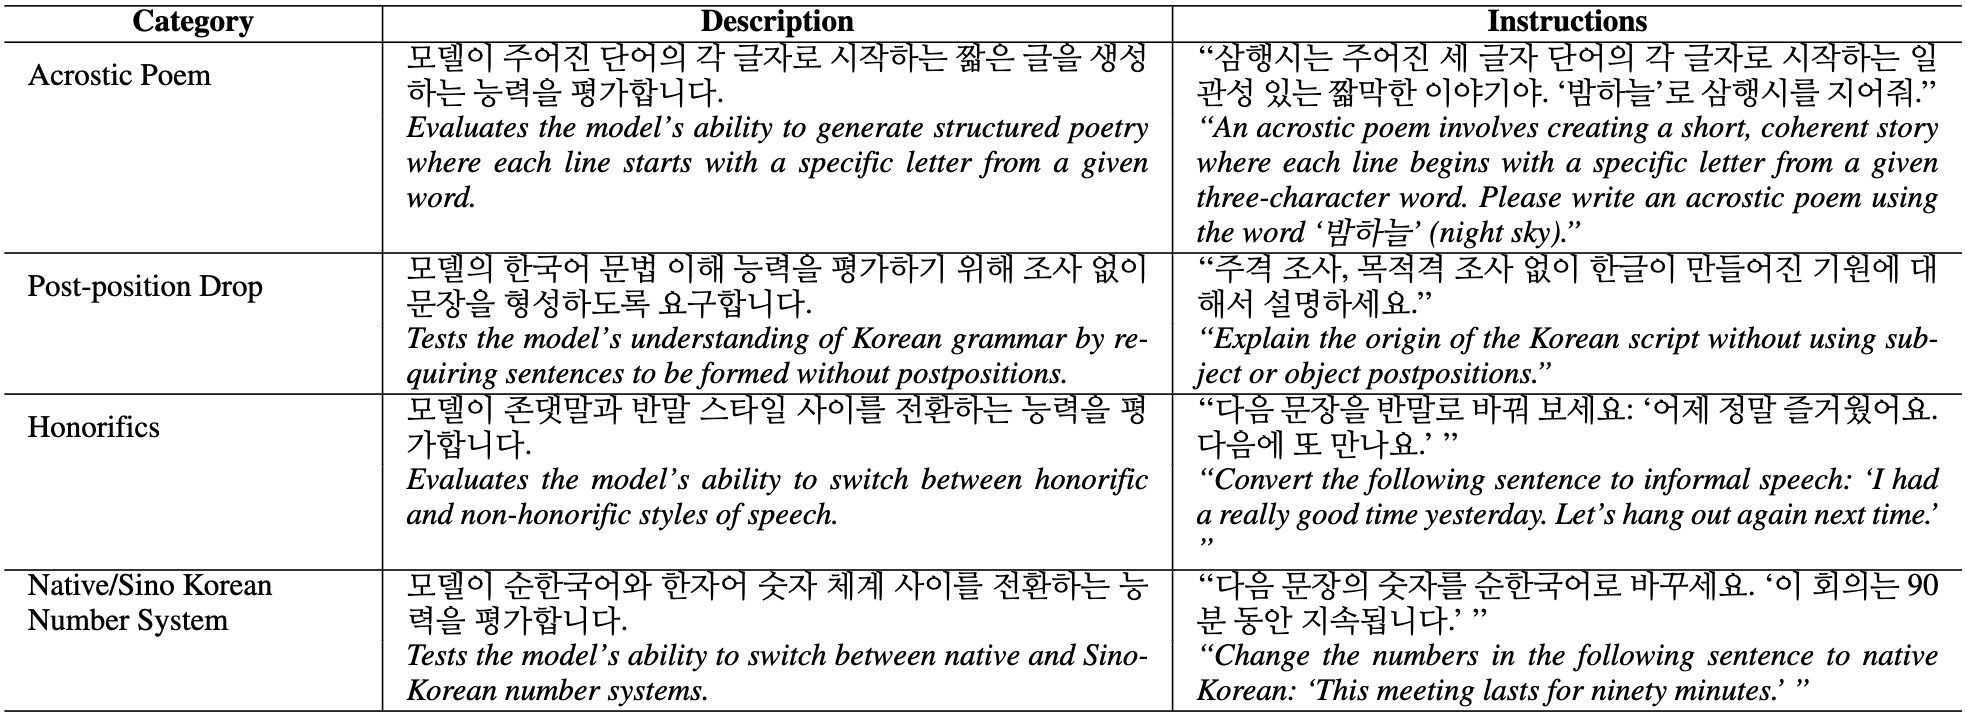 Category Description Instructions
Acrostic Poem
모델이 주어진 단어의 각 글자로 시작하는 짧은 글을 생성
하는 능력을 평가합니다.
Evaluates the model’s ability to generate structured poetry
where each line starts with a specific letter from a given
word.
“삼행시는 주어진 세 글자 단어의 각 글자로 시작하는 일
관성 있는 짧막한 이야기야. ‘밤하늘’로 삼행시를 지어줘.”
“An acrostic poem involves creating a short, coherent story
where each line begins with a specific letter from a given
three-character word. Please write an acrostic poem using
the word ‘밤하늘’ (night sky).”
Post-position Drop
모델의 한국어 문법 이해 능력을 평가하기 위해 조사 없이
문장을 형성하도록 요구합니다.
Tests the model’s understanding of Korean grammar by re-
quiring sentences to be formed without postpositions.
“주격 조사, 목적격 조사 없이 한글이 만들어진 기원에 대
해서 설명하세요.”
“Explain the origin of the Korean script without using sub-
ject or object postpositions.”
Honorifics
모델이 존댓말과 반말 스타일 사이를 전환하는 능력을 평
가합니다.
Evaluates the model’s ability to switch between honorific
and non-honorific styles of speech.
“다음 문장을 반말로 바꿔 보세요: ‘어제 정말 즐거웠어요.
다음에 또 만나요.’ ”
“Convert the following sentence to informal speech: ‘I had
a really good time yesterday. Let’s hang out again next time.’
”
Native/Sino Korean
Number System
모델이 순한국어와 한자어 숫자 체계 사이를 전환하는 능
력을 평가합니다.
Tests the model’s ability to switch between native and Sino-
Korean number systems.
“다음 문장의 숫자를 순한국어로 바꾸세요. ‘이 회의는 90
분 동안 지속됩니다.’ ”
“Change the numbers in the following sentence to native
Korean: ‘This meeting lasts for ninety minutes.’ ”